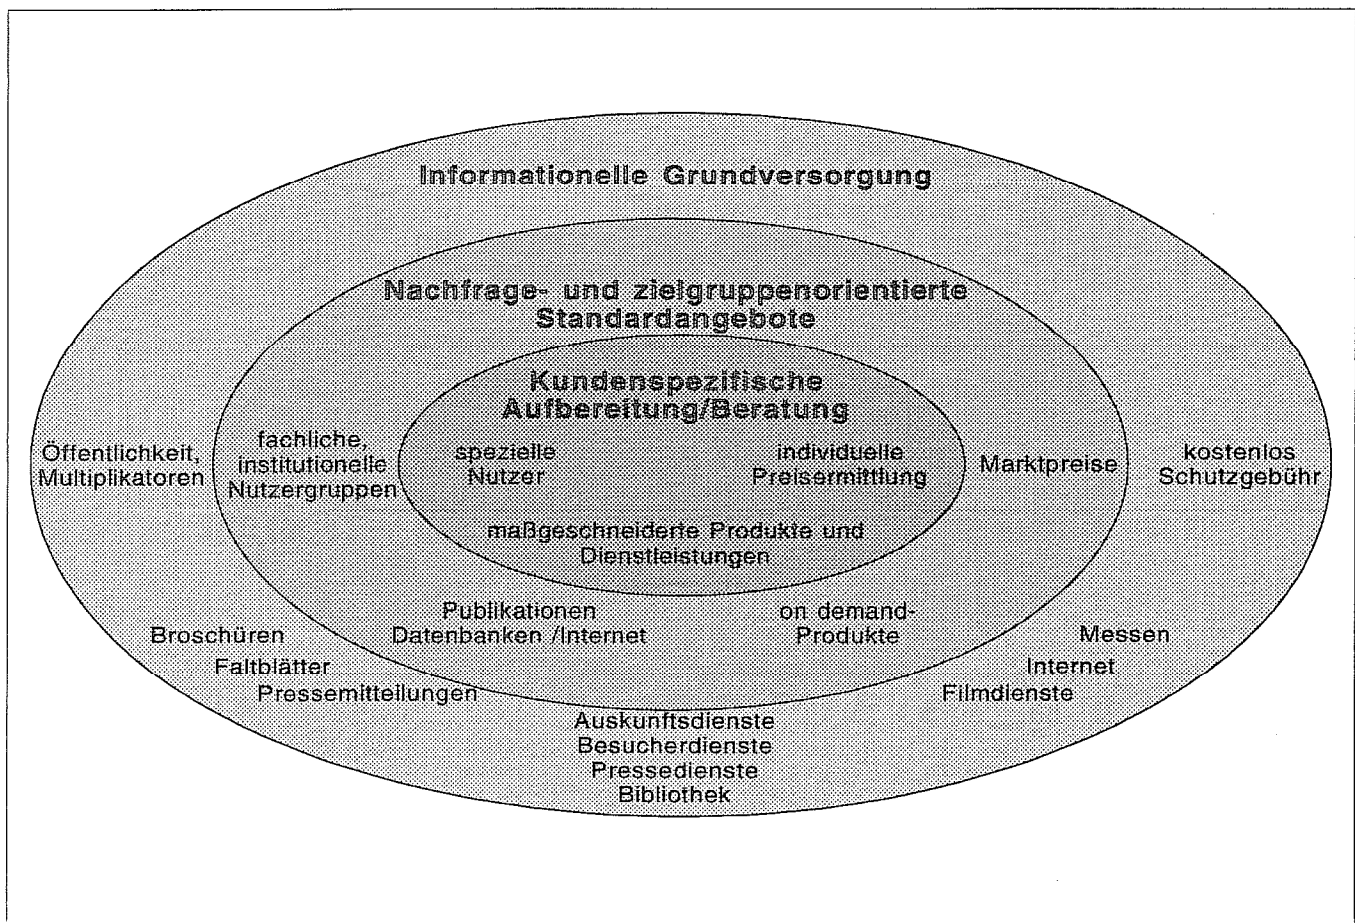 Informationelle Grundversorgung
Nachfrage- und zielgruppenorientierte
Standardangebote
Kundenspezifische
Aufbereitung/Beratung
Öffentlichkeit,
Multiplikatoren
fachliche,
institutionelle
Nutzergruppen
spezielle
Nutzer
individuelle
Preisermittlung
Marktpreise
kostenlos
Schutzgebühr
maßgeschneiderte Produkte und
Dienstleistungen
Publikationen
Datenbanken /Internet
on demand-
Produkte
Broschüren
Faltblätter
Pressemitteilungen
Messen
Internet
Filmdienste
Auskunftsdienste
Besucherdienste
Pressedienste
Bibliothek